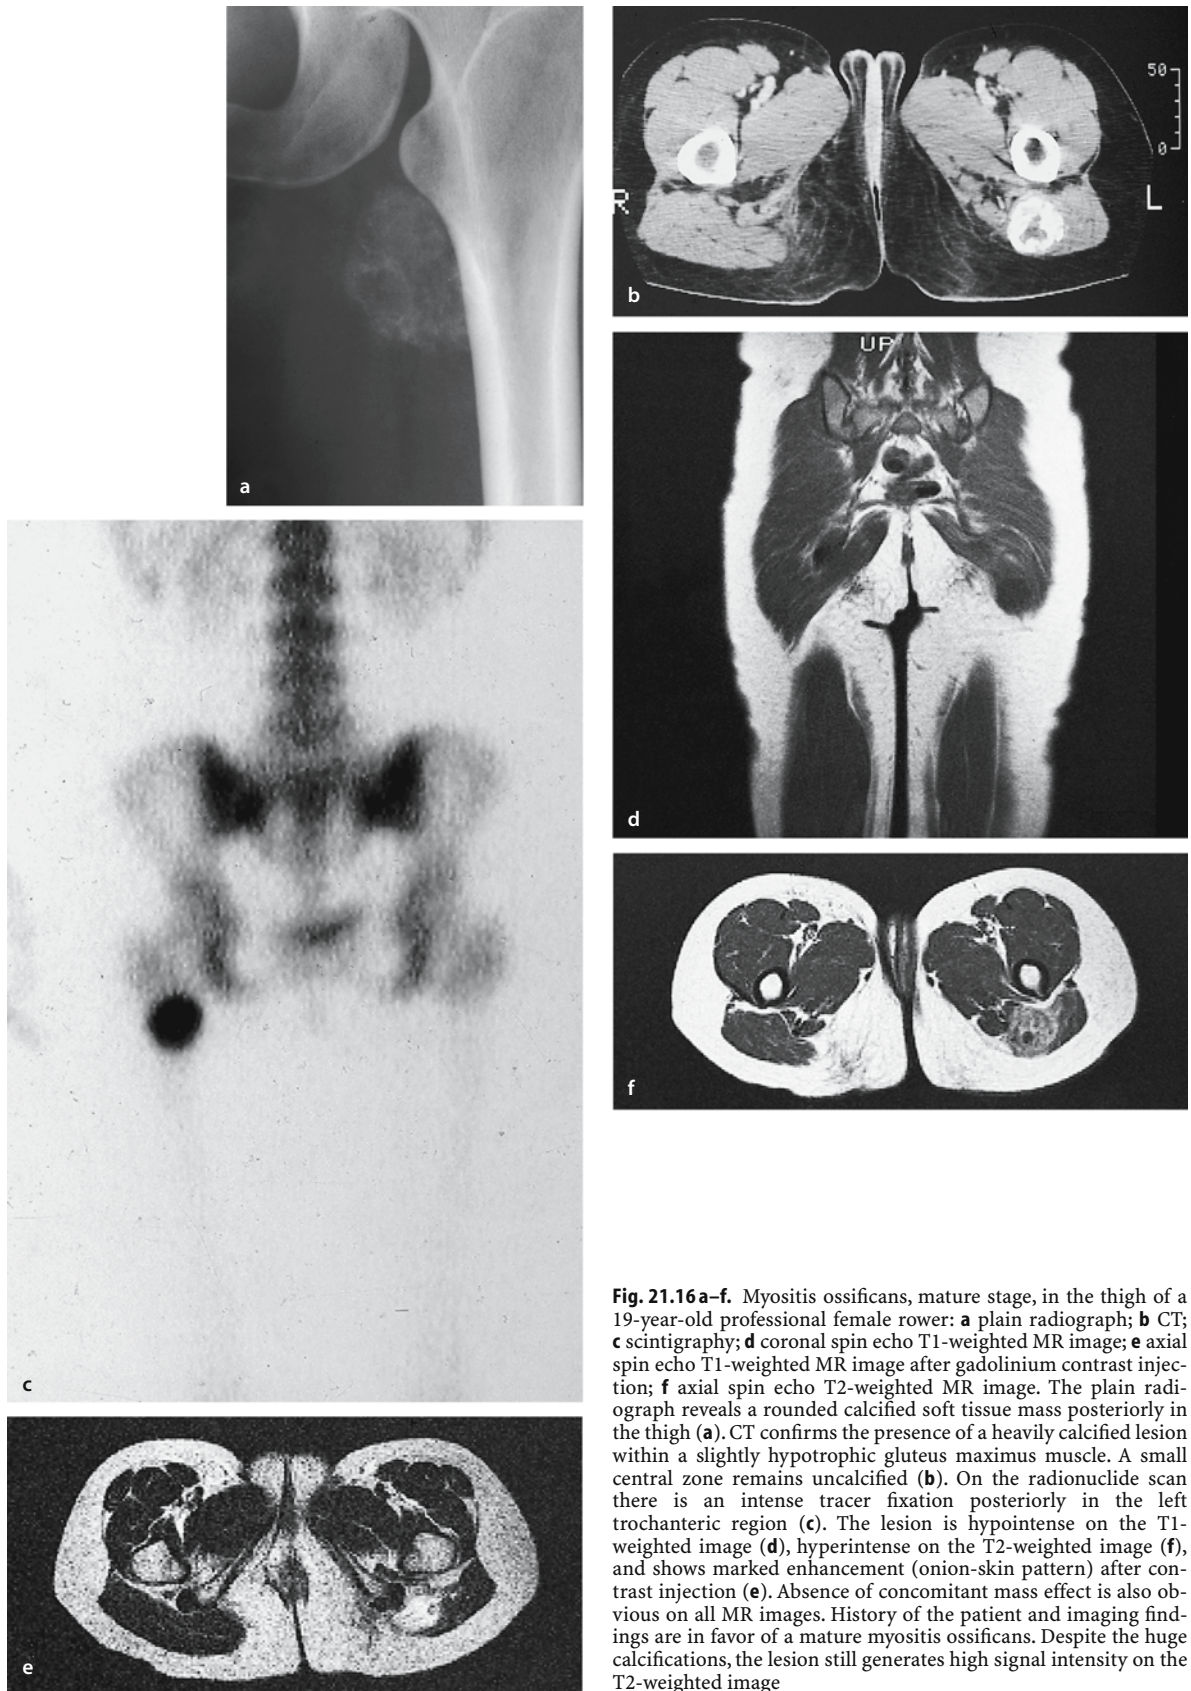 a
50
0
R
L
b
UP
d
c
f
e
Fig. 21.16 a–f. Myositis ossificans, mature stage, in the thigh of a
19-year-old professional female rower: a plain radiograph; b CT;
c scintigraphy; d coronal spin echo T1-weighted MR image; e axial
spin echo T1-weighted MR image after gadolinium contrast injec-
tion; f axial spin echo T2-weighted MR image. The plain radi-
ograph reveals a rounded calcified soft tissue mass posteriorly in
the thigh (a). CT confirms the presence of a heavily calcified lesion
within a slightly hypotrophic gluteus maximus muscle. A small
central zone remains uncalcified (b). On the radionuclide scan
there is an intense tracer fixation posteriorly in the left
trochanteric region (c). The lesion is hypointense on the T1-
weighted image (d), hyperintense on the T2-weighted image (f),
and shows marked enhancement (onion-skin pattern) after con-
trast injection (e). Absence of concomitant mass effect is also ob-
vious on all MR images. History of the patient and imaging find-
ings are in favor of a mature myositis ossificans. Despite the huge
calcifications, the lesion still generates high signal intensity on the
T2-weighted image